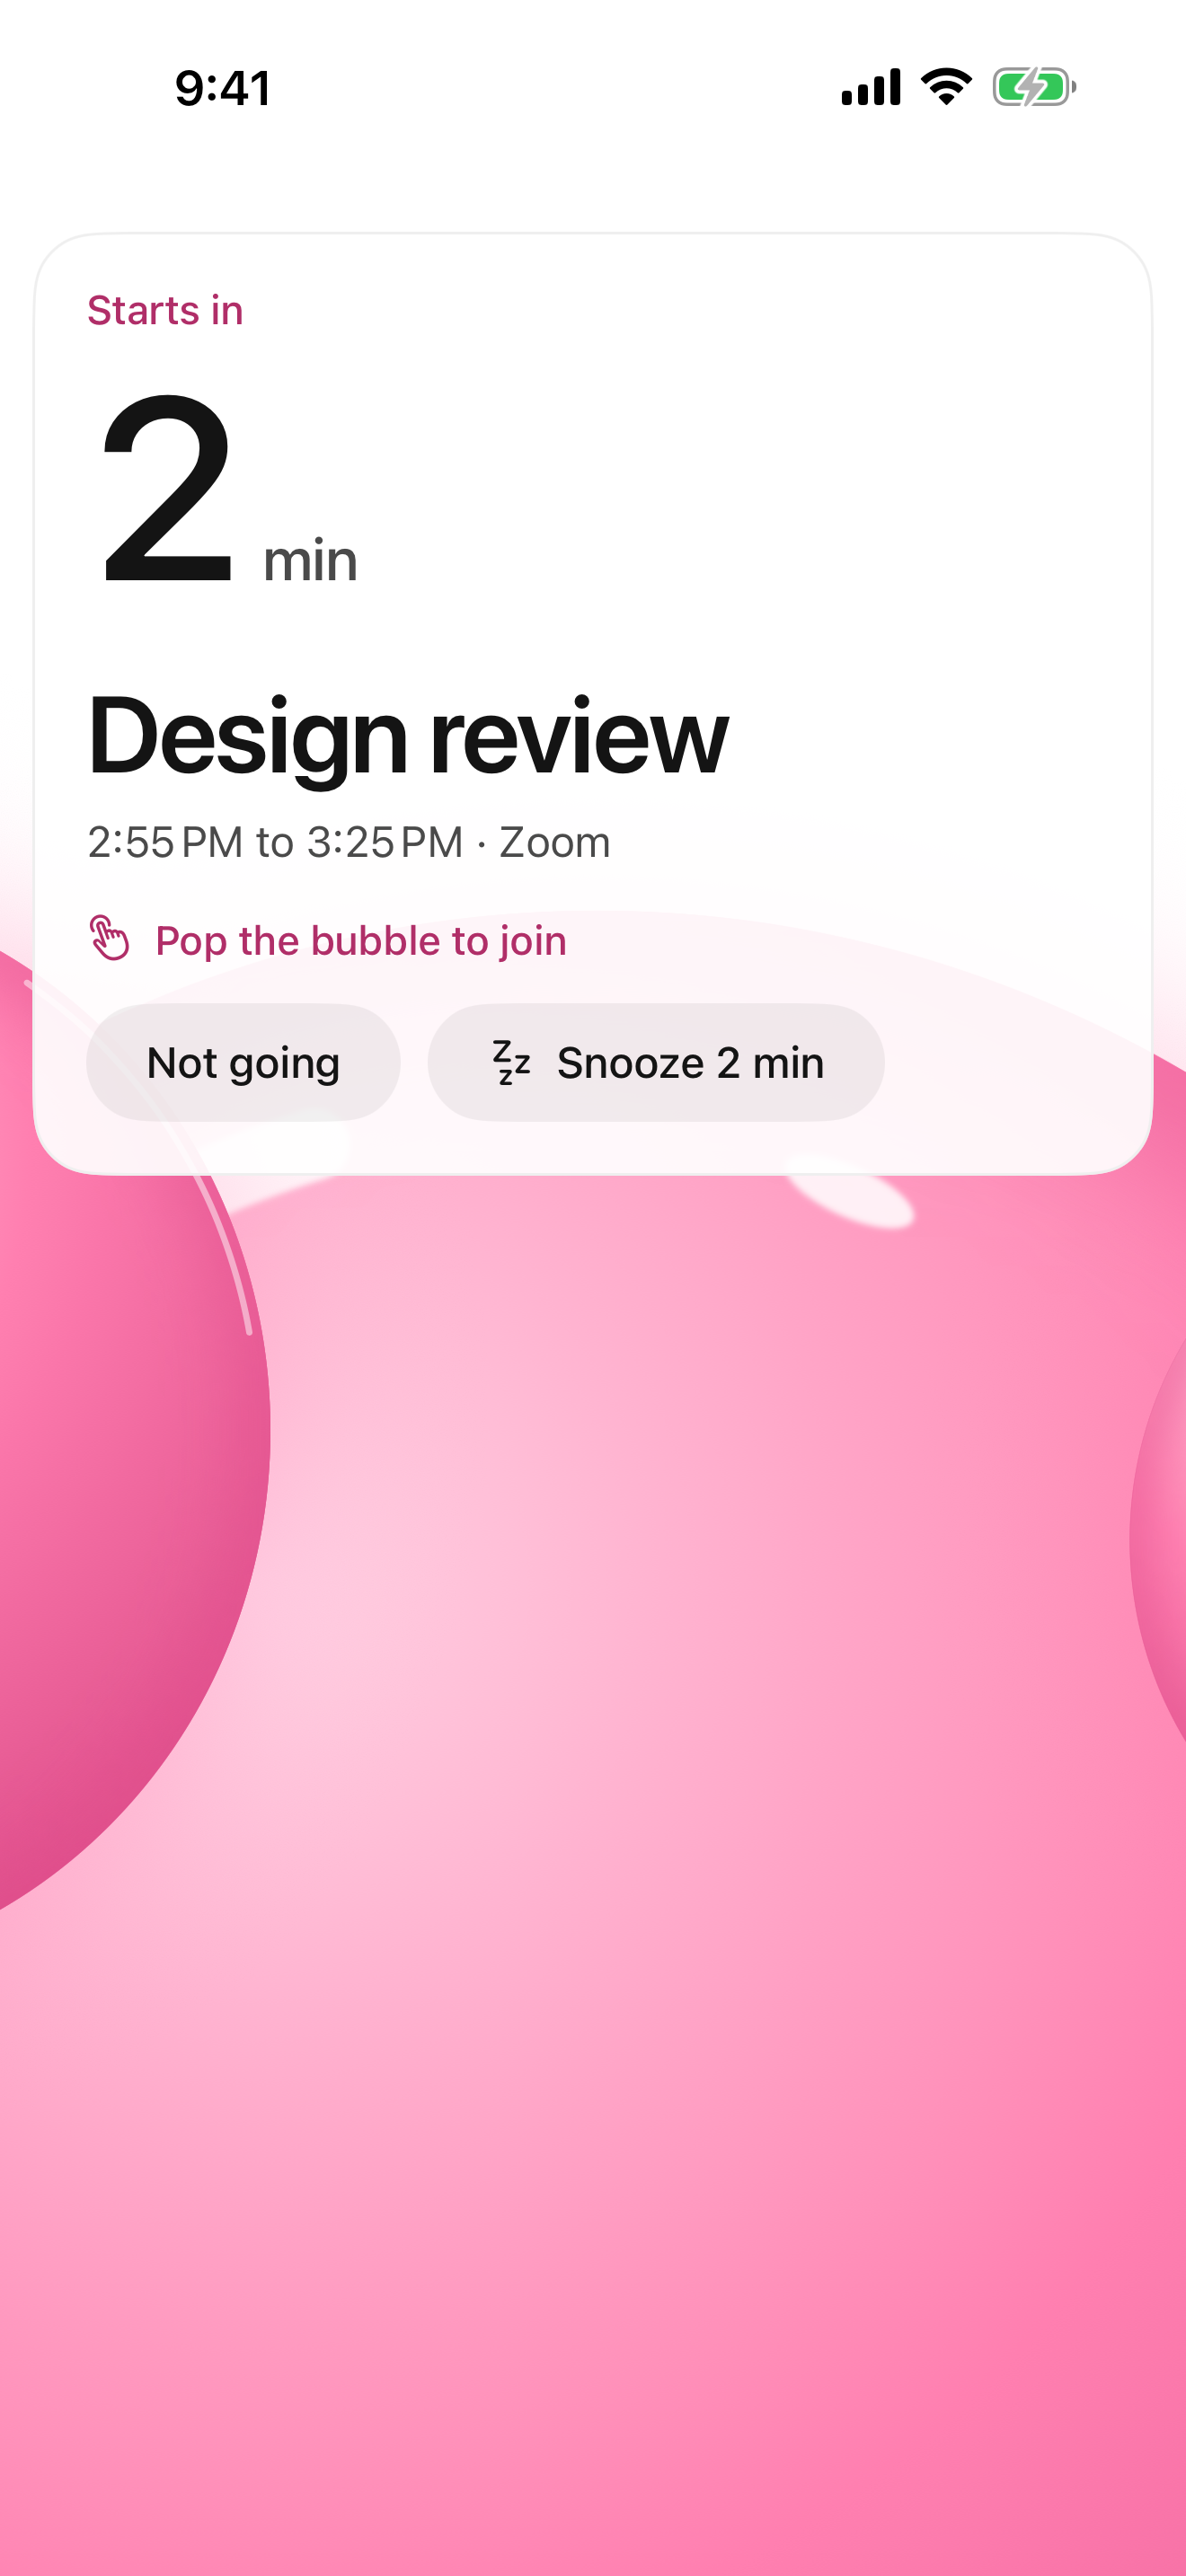 9:41
Starts in
2 min
Design review
2:55 PM to 3:25 PM · Zoom
Pop the bubble to join
Not going
Snooze 2 min